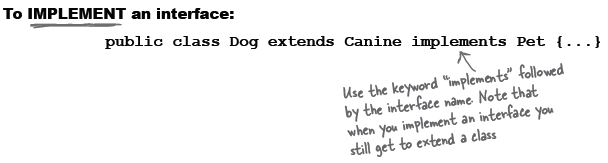 To IMPLEMENT an interface:
public class Dog extends Canine implements Pet {...}
Use the keyword "implements" followed
by the interface name. Note that
when you implement an interface you
still get to extend a class